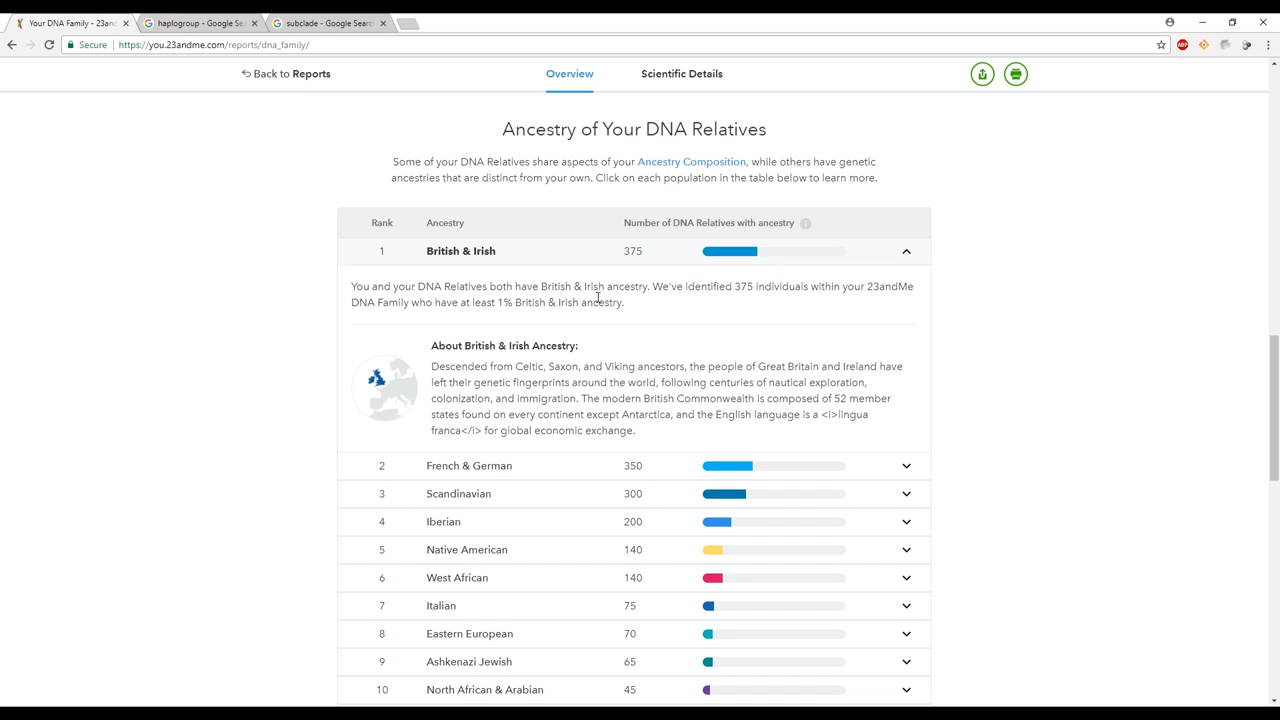 Your DNA Family - 23an
haplogroup - Google Sea
subclade - Google Searc
Secure
https://you.23andme.com/reports/dna_family/
ABP
Back to Reports
Overview
Scientific Details
Ancestry of Your DNA Relatives
Some of your DNA Relatives share aspects of your Ancestry Composition, while others have genetic
ancestries that are distinct from your own. Click on each population in the table below to learn more.
Rank Ancestry Number of DNA Relatives with ancestry i
1 British & Irish 375
You and your DNA Relatives both have British & Irish ancestry. We've identified 375 individuals within your 23andMe
DNA Family who have at least 1% British & Irish ancestry.
About British & Irish Ancestry:
Descended from Celtic, Saxon, and Viking ancestors, the people of Great Britain and Ireland have
left their genetic fingerprints around the world, following centuries of nautical exploration,
colonization, and immigration. The modern British Commonwealth is composed of 52 member
states found on every continent except Antarctica, and the English language is a <i>lingua
franca</i> for global economic exchange.
2 French & German 350
3 Scandinavian 300
4 Iberian 200
5 Native American 140
6 West African 140
7 Italian 75
8 Eastern European 70
9 Ashkenazi Jewish 65
10 North African & Arabian 45